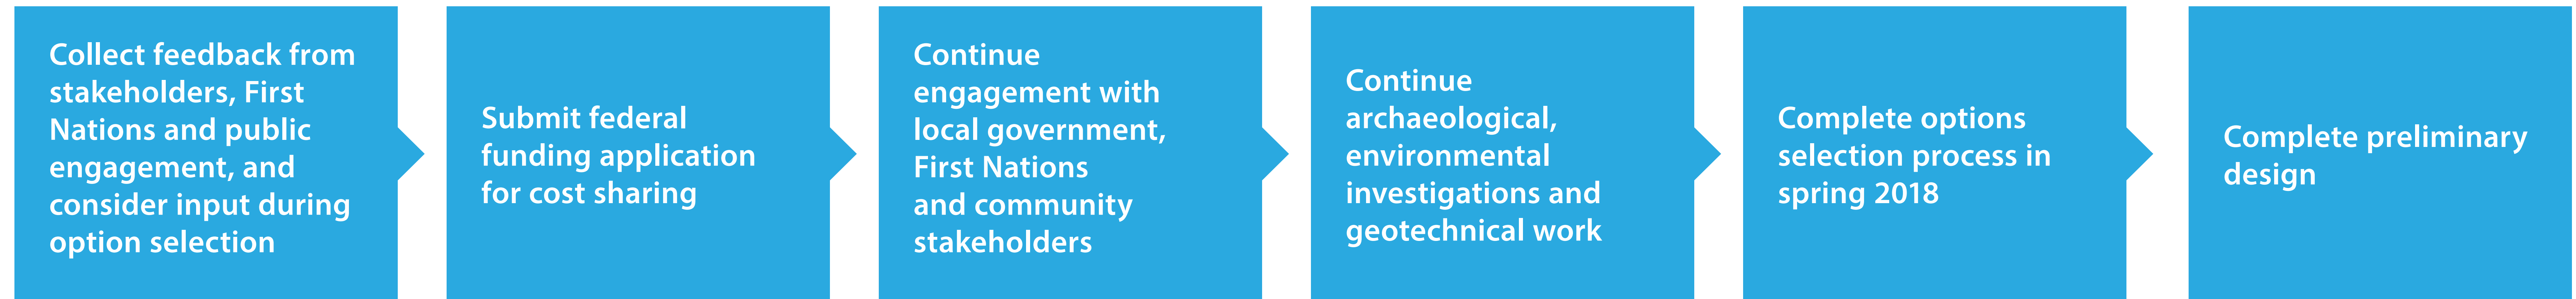 Collect feedback from
stakeholders, First
Nations and public
engagement, and
consider input during
option selection
Submit federal
funding application
for cost sharing
Continue
engagement with
local government,
First Nations
and community
stakeholders
Continue
archaeological,
environmental
investigations and
geotechnical work
Complete options
selection process in
spring 2018
Complete preliminary
design